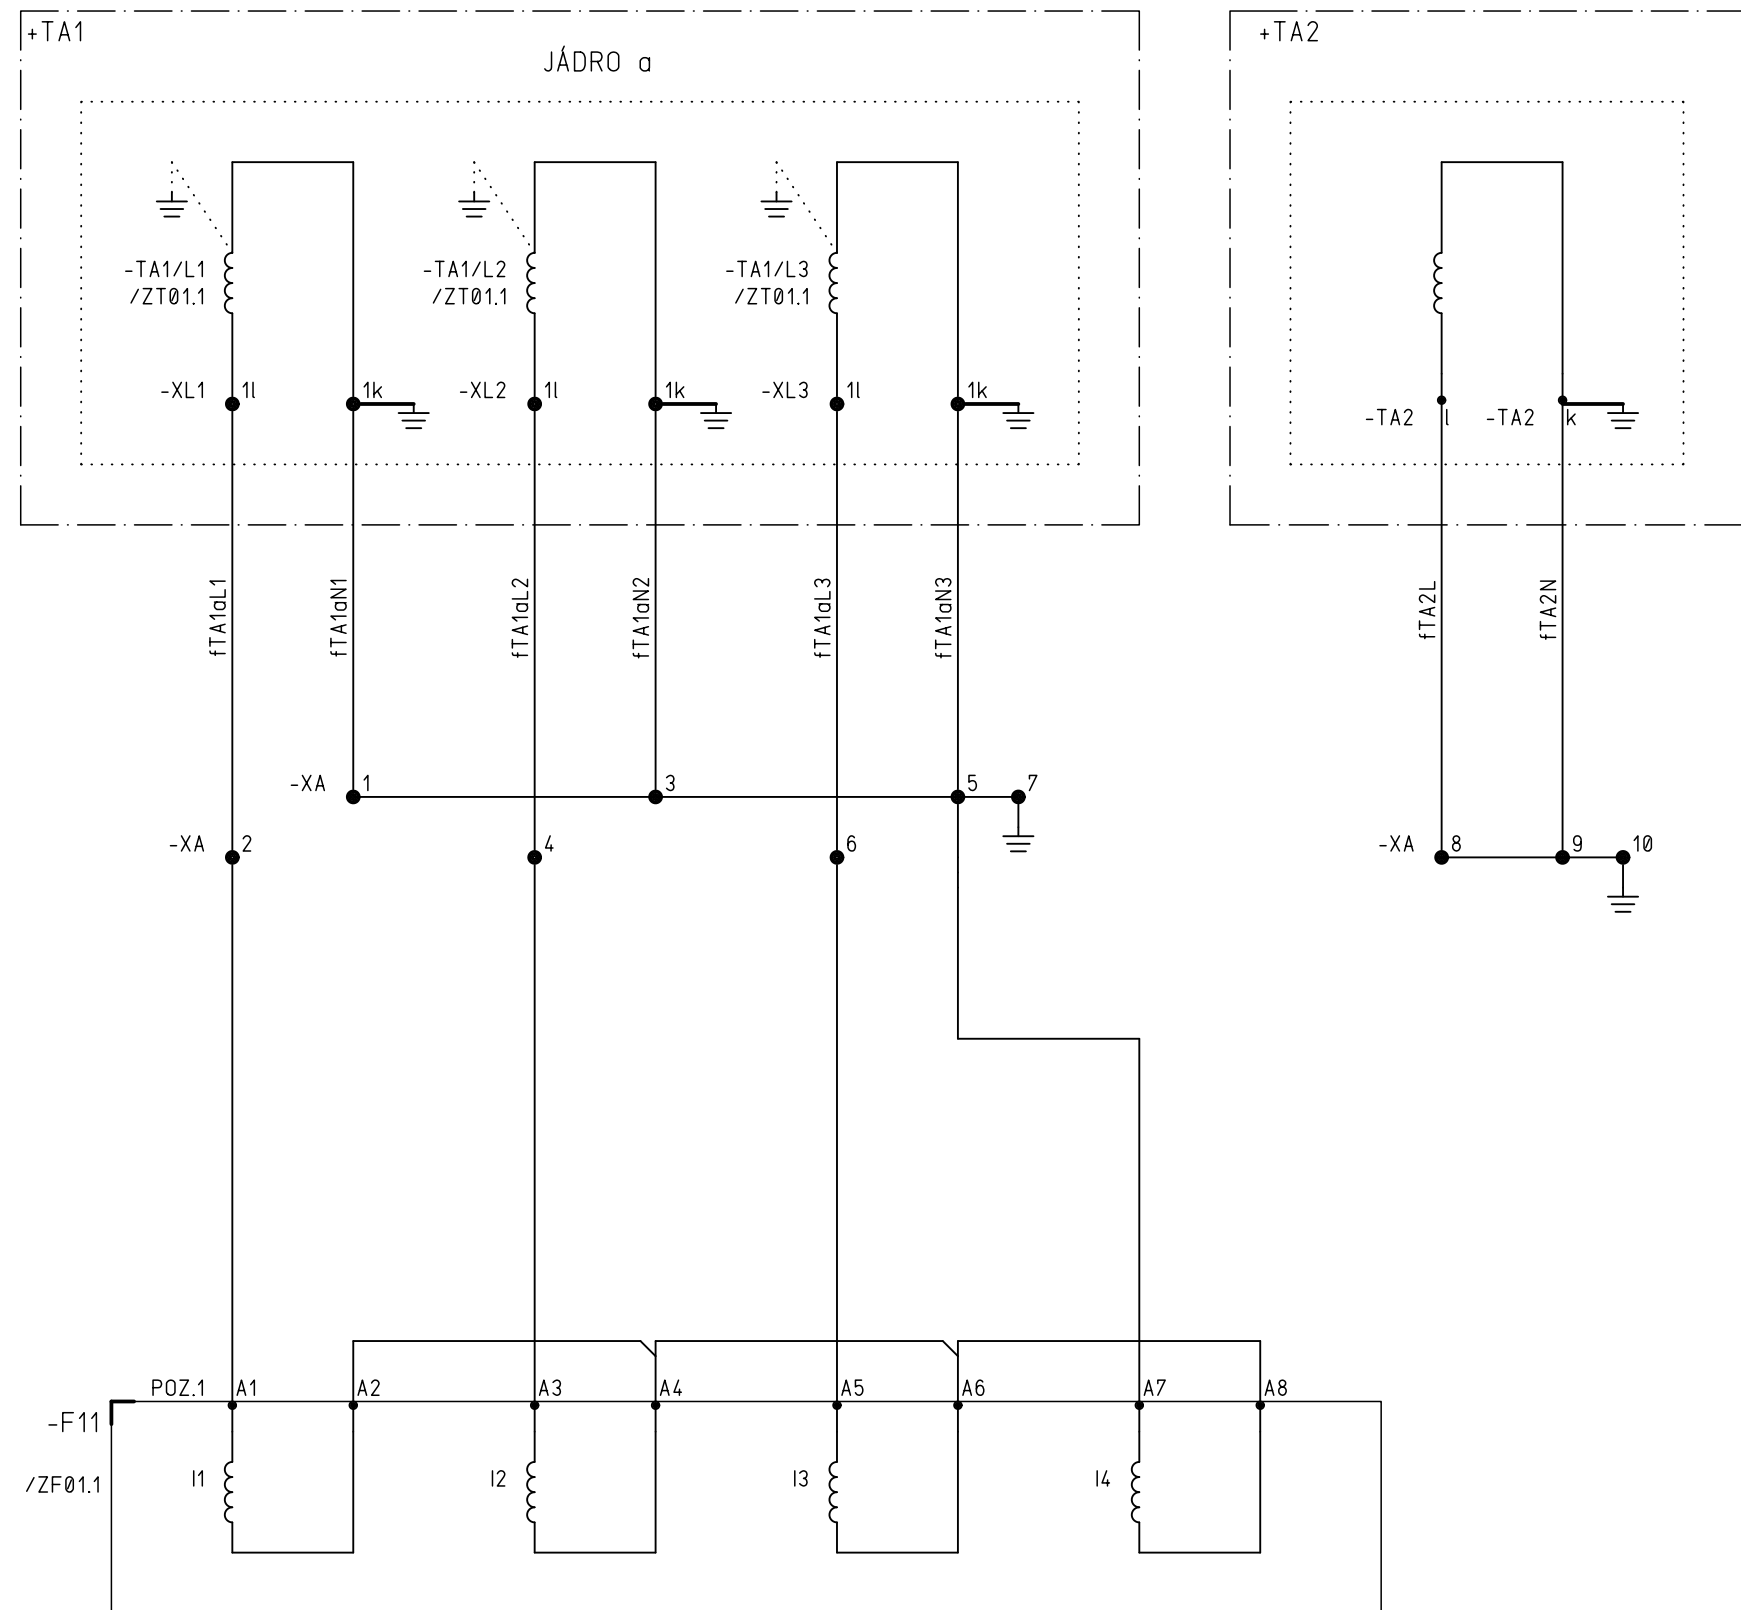 +TA1
+TA2
JÁDRO a
-TA1/L1
/ZT01.1
-TA1/L2
/ZT01.1
-TA1/L3
/ZT01.1
-XL1 1l 1k
-XL2 1l 1k
-XL3 1l 1k
-TA2 l
-TA2 k
fTA1aL1
fTA1aN1
fTA1aL2
fTA1aN2
fTA1aL3
fTA1aN3
fTA2L
fTA2N
-XA 1 3 5 7
-XA 2 4 6
-XA 8 9 10
POZ.1 A1 A2 A3 A4 A5 A6 A7 A8
-F11
/ZF01.1
I1 I2 I3 I4